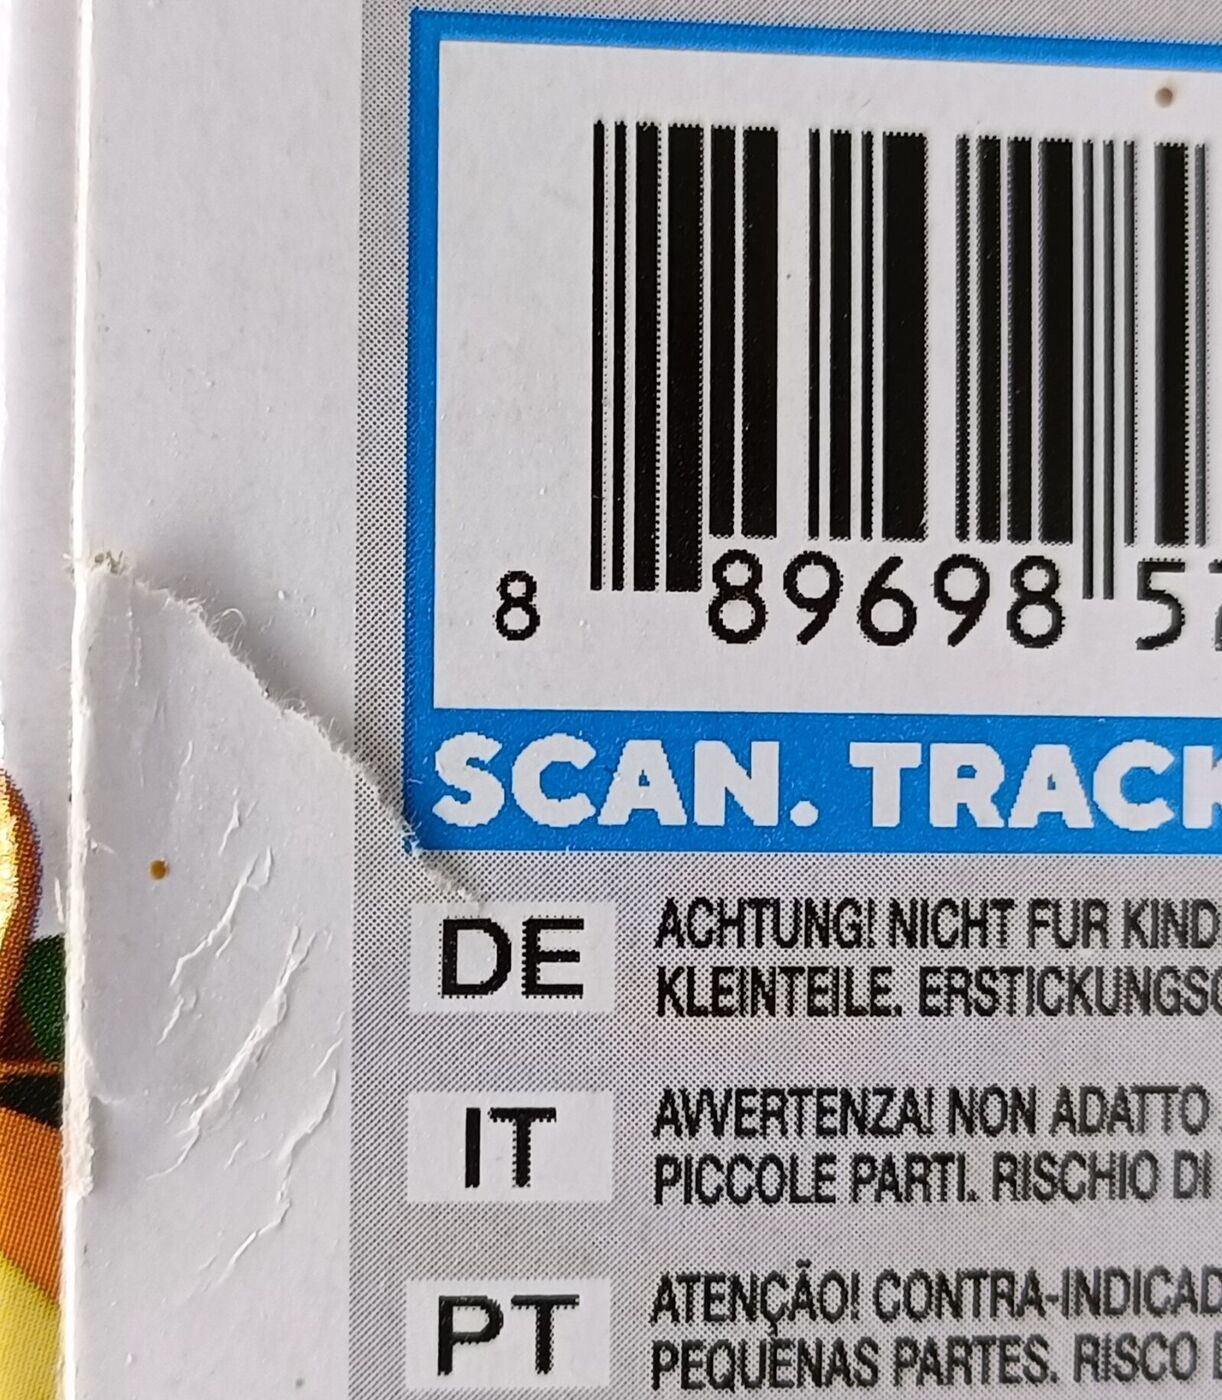 8 89698 5
SCAN. TRACK
DE ACHTUNG! NICHT FUR KIND
KLEINTEILE. ERSTICKUNGSG
IT AVVERTENZA! NON ADATTO
PICCOLE PARTI. RISCHIO DI
PT ATENÇÃO! CONTRA-INDICAD
PEQUENAS PARTES. RISCO